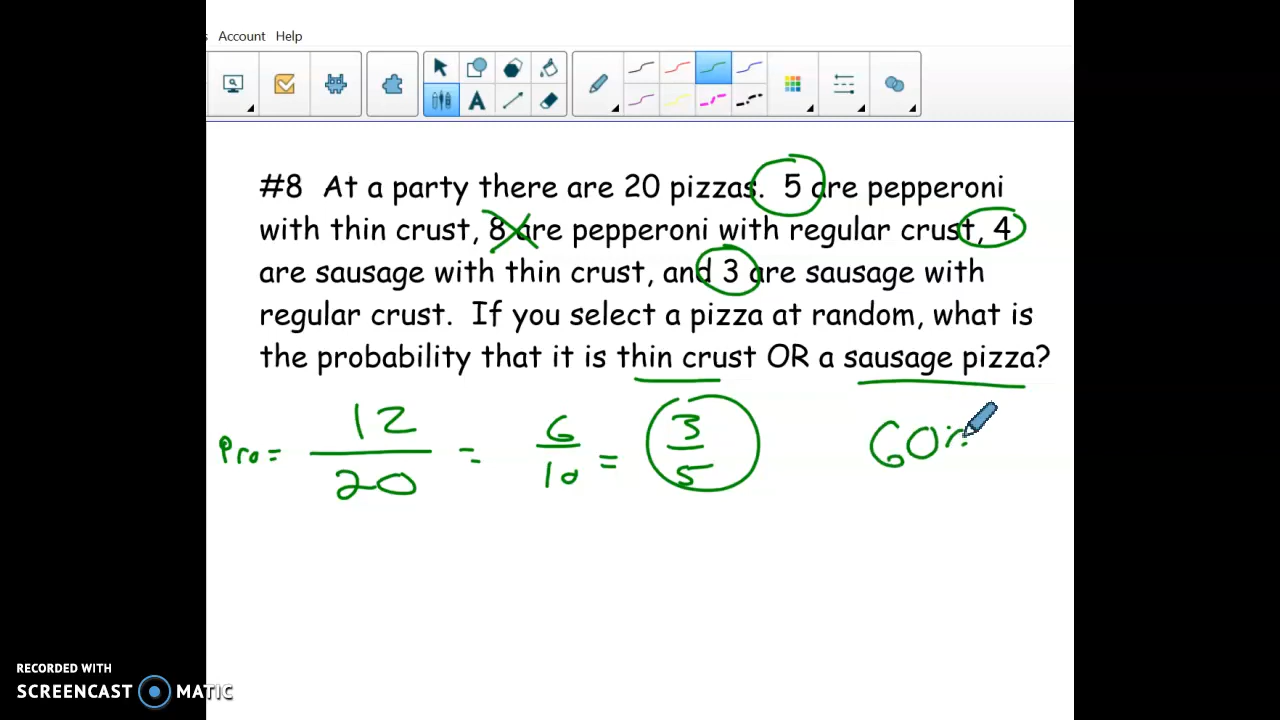 Account Help
#8 At a party there are 20 pizzas. 5 are pepperoni
with thin crust, 8 are pepperoni with regular crust, 4
are sausage with thin crust, and 3 are sausage with
regular crust. If you select a pizza at random, what is
the probability that it is thin crust OR a sausage pizza?
Pro = 12/20 = 6/10 = 3/5 60%
RECORDED WITH
SCREENCAST MATIC